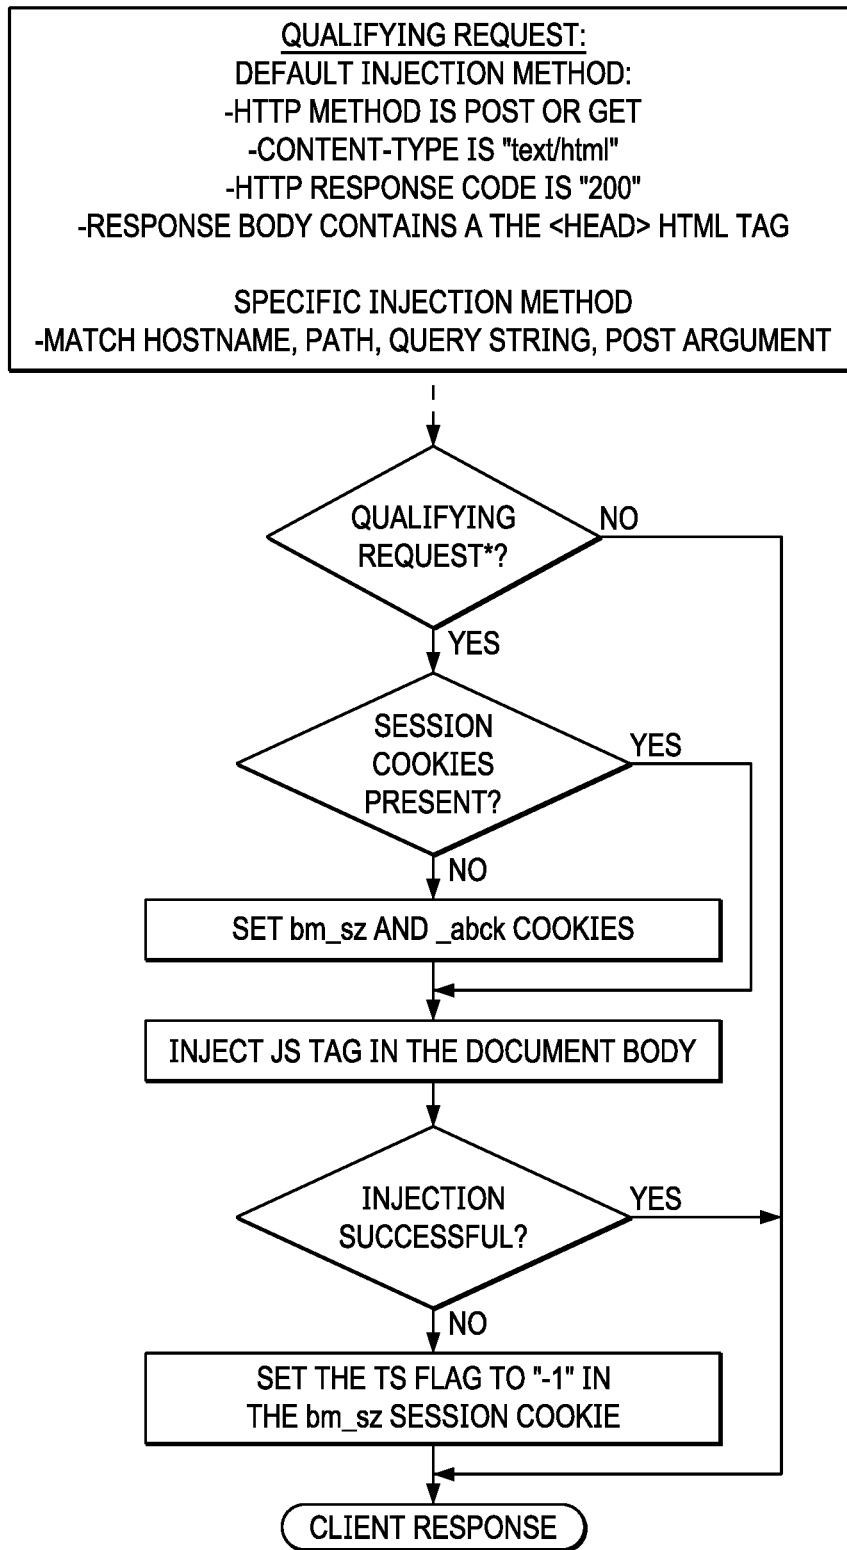 QUALIFYING REQUEST:
DEFAULT INJECTION METHOD:
-HTTP METHOD IS POST OR GET
-CONTENT-TYPE IS "text/html"
-HTTP RESPONSE CODE IS "200"
-RESPONSE BODY CONTAINS A THE <HEAD> HTML TAG
SPECIFIC INJECTION METHOD
-MATCH HOSTNAME, PATH, QUERY STRING, POST ARGUMENT
QUALIFYING
REQUEST*?
NO
YES
SESSION
COOKIES
PRESENT?
YES
NO
SET bm_sz AND _abck COOKIES
INJECT JS TAG IN THE DOCUMENT BODY
INJECTION
SUCCESSFUL?
YES
NO
SET THE TS FLAG TO "-1" IN
THE bm_sz SESSION COOKIE
CLIENT RESPONSE